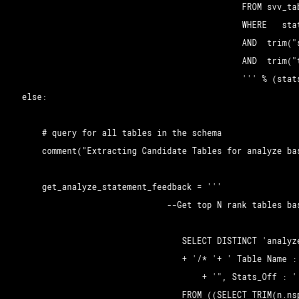 FROM svv_tab
WHERE stat
AND trim("s
AND trim("t
''' % (stats
else:
# query for all tables in the schema
comment("Extracting Candidate Tables for analyze bas
get_analyze_statement_feedback = '''
--Get top N rank tables bas
SELECT DISTINCT 'analyze
+ '/* '+ ' Table Name :
+ '", Stats_Off : '
FROM ((SELECT TRIM(n.nsp